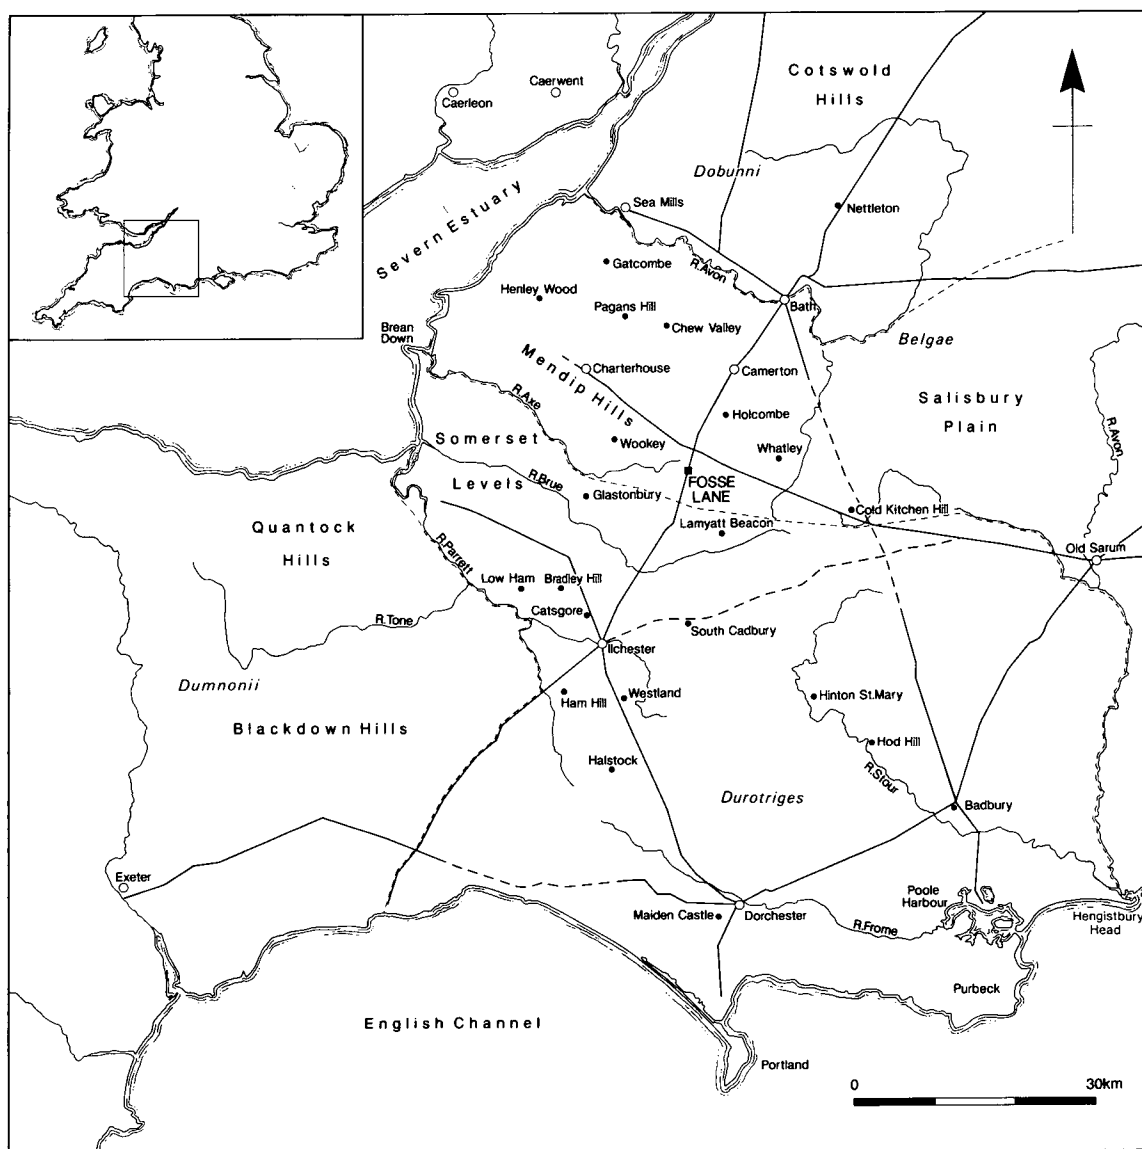 Cotswold
Hills
Caerwent
Caerleon
Dobunni
Severn Estuary
Sea Mills
Nettleton
R.Avon
Gatcombe
Henley Wood
Pagans Hill
Bath
Chew Valley
Brean
Down
Belgae
Mendip Hills
Charterhouse
Camerton
R.Axe
Salisbury
Plain
R.Avon
Holcombe
Somerset
Wookey
Whatley
Levels
R.Brue
FOSSE
LANE
Glastonbury
Cold Kitchen Hill
Quantock
Hills
Lamyatt Beacon
R.Parrett
Old Sarum
Low Ham
Bradley Hill
Catsgore
R.Tone
South Cadbury
Ilchester
Dumnonii
Ham Hill
Westland
Hinton St.Mary
Blackdown Hills
Hod Hill
Halstock
R.Stour
Durotriges
Badbury
Exeter
Poole
Harbour
Maiden Castle
Dorchester
R.Frome
Hengistbury
Head
Purbeck
English Channel
Portland
0
30km